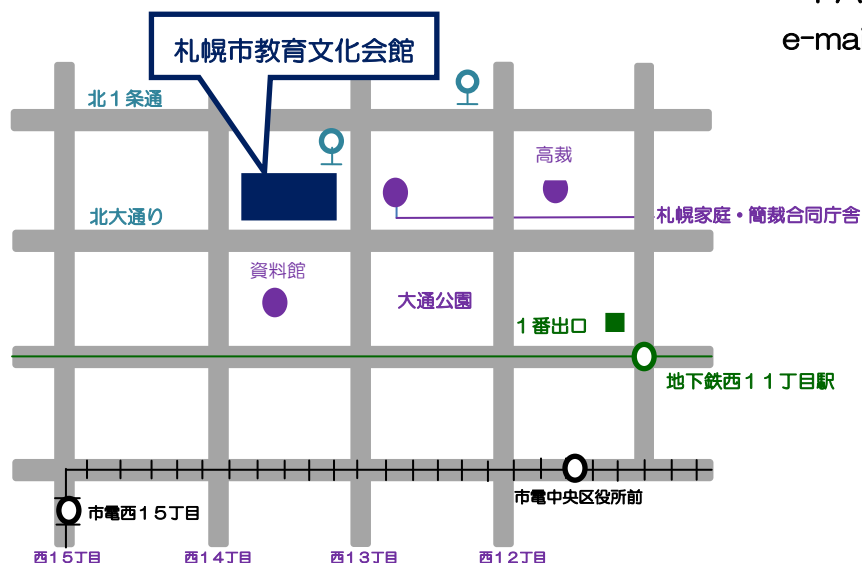 札幌市教育文化会館
e-mai
北１条通
高裁
北大通り
札幌家庭・簡裁合同庁舎
資料館
大通公園
１番出口
地下鉄西１１丁目駅
市電中央区役所前
市電西１５丁目
西１５丁目
西１４丁目
西１３丁目
西１２丁目